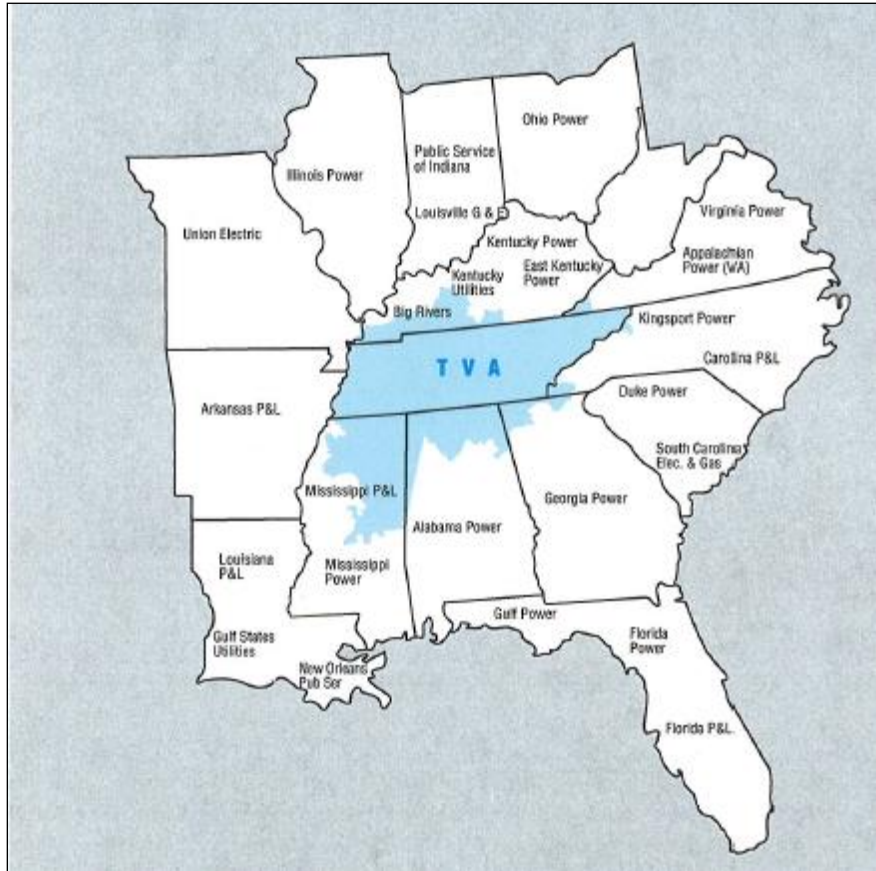 Ohio Power
Public Service
of Indiana
Illinois Power
Louisville G & E
Virginia Power
Union Electric
Kentucky Power
Appalachian
Power (WA)
East Kentucky
Power
Kentucky
Utilities
Big Rivers
Kingsport Power
T V A
Carolina P&L
Arkansas P&L
Duke Power
South Carolina
Elec. & Gas
Mississippi P&L
Georgia Power
Alabama Power
Louisiana
P&L
Mississippi
Power
Gulf Power
Gulf States
Utilities
Florida
Power
New Orleans
Pub Ser
Florida P&L